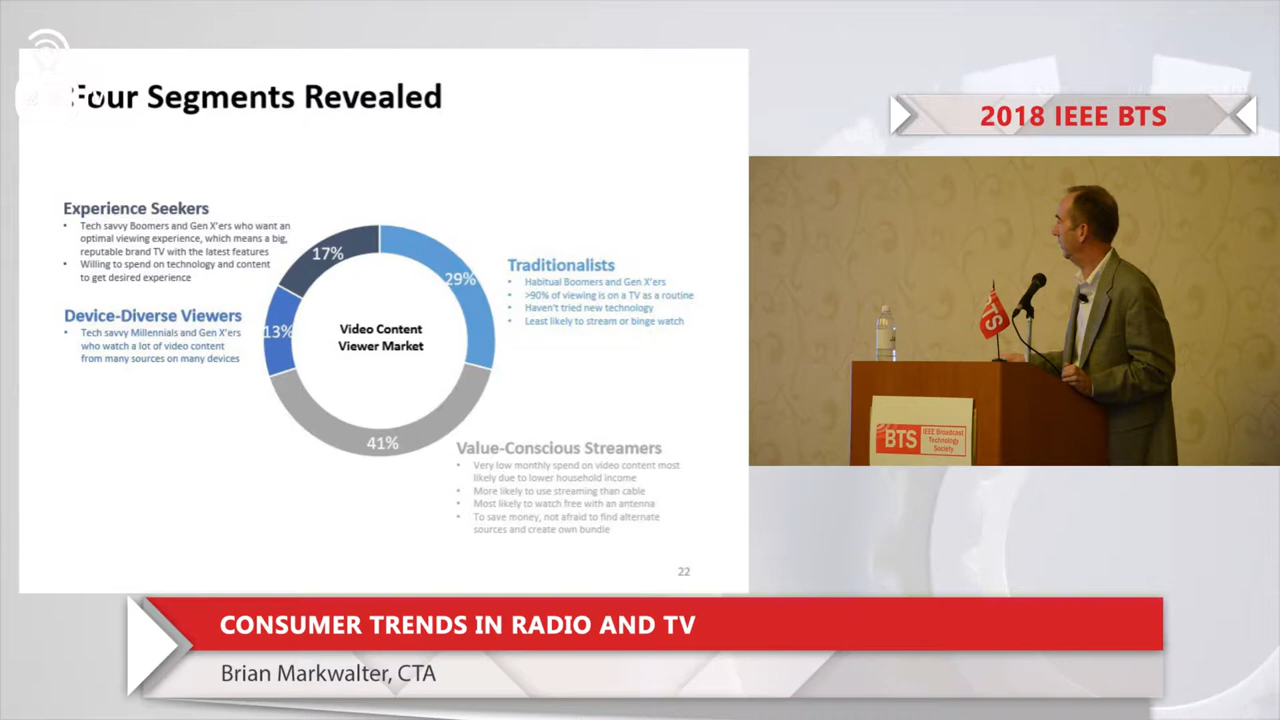 Four Segments Revealed
2018 IEEE BTS
Experience Seekers
• Tech savvy Boomers and Gen X'ers who want an
optimal viewing experience, which means a big,
reputable brand TV with the latest features
• Willing to spend on technology and content
to get desired experience
Device-Diverse Viewers
• Tech savvy Millennials and Gen X'ers
who watch a lot of video content
from many sources on many devices
17%
29%
13%
41%
Video Content
Viewer Market
Traditionalists
• Habitual Boomers and Gen X'ers
• >90% of viewing is on a TV as a routine
• Haven't tried new technology
• Least likely to stream or binge watch
Value-Conscious Streamers
• Very low monthly spend on video content most
likely due to lower household income
• More likely to use streaming than cable
• Most likely to watch free with an antenna
• To save money, not afraid to find alternate
sources and create own bundle
22
BTS
BTS
IEEE Broadcast
Technology
Society
CONSUMER TRENDS IN RADIO AND TV
Brian Markwalter, CTA